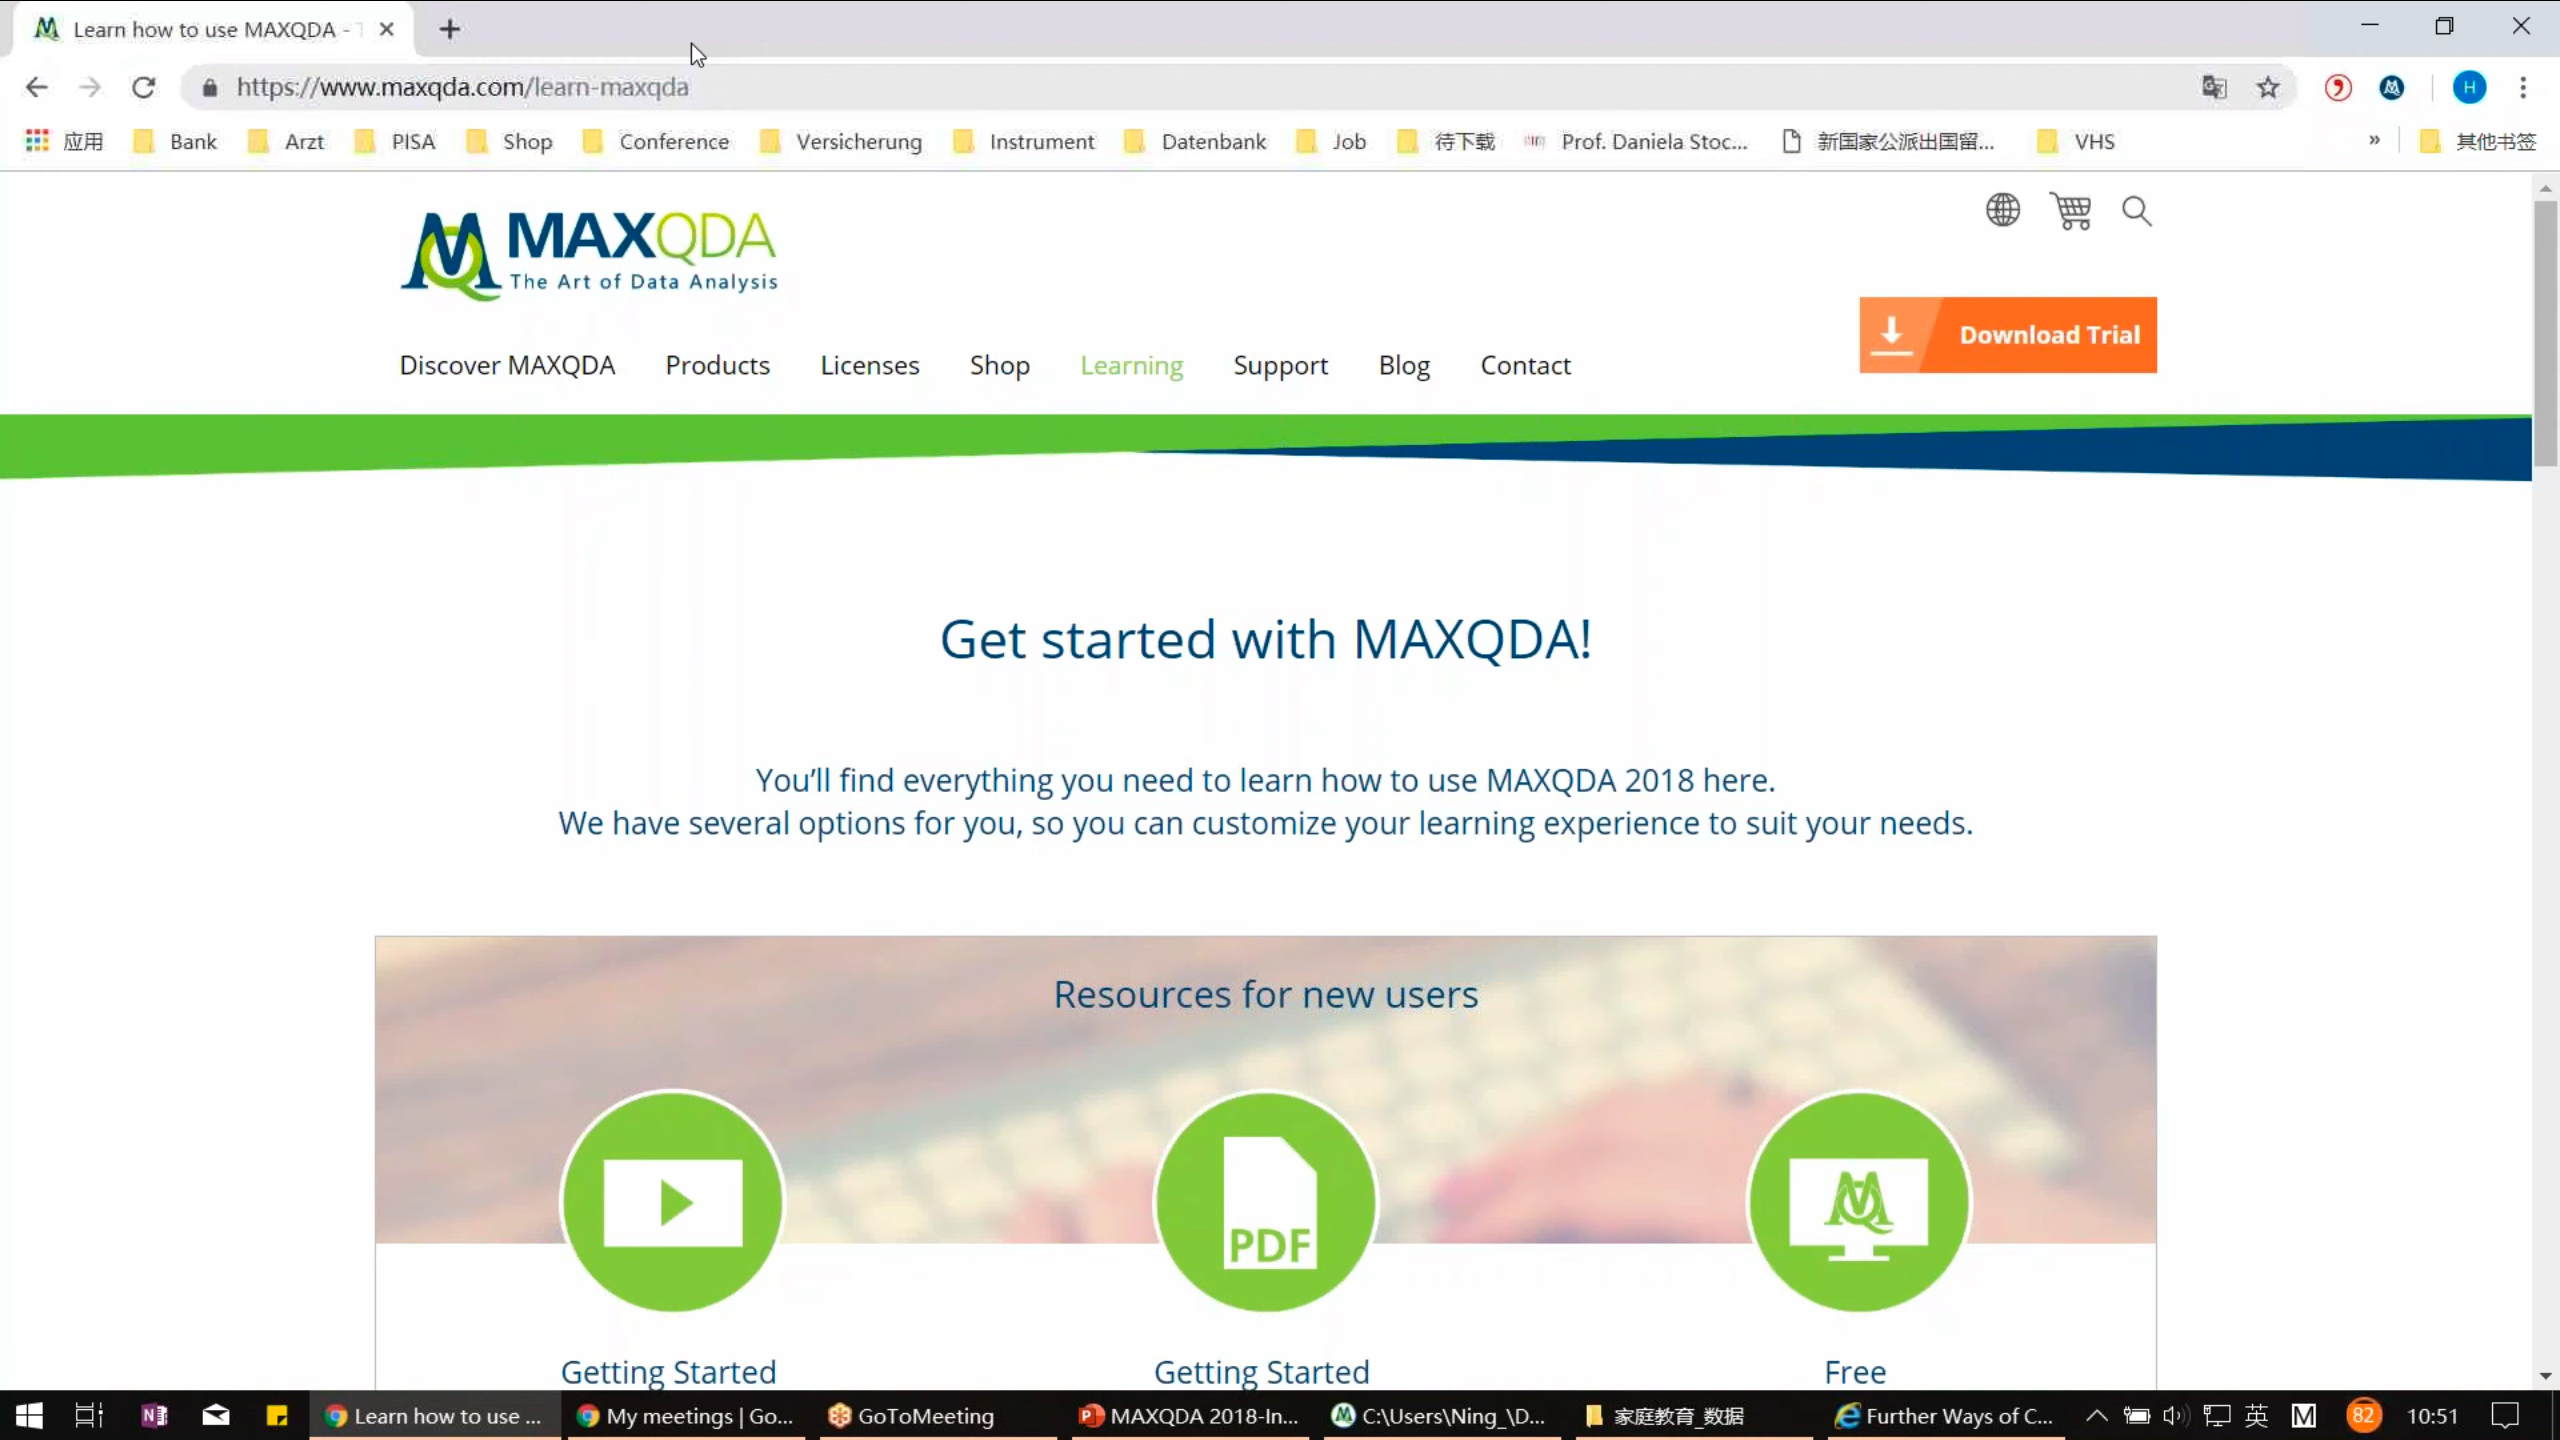 Learn how to use MAXQDA -
https://www.maxqda.com/learn-maxqda
H
应用 Bank Arzt PISA Shop Conference Versicherung Instrument Datenbank Job 待下载 Prof. Daniela Stoc... 新国家公派出国留... VHS » 其他书签
MAXQDA
The Art of Data Analysis
Download Trial
Discover MAXQDA Products Licenses Shop Learning Support Blog Contact
Get started with MAXQDA!
You’ll find everything you need to learn how to use MAXQDA 2018 here.
We have several options for you, so you can customize your learning experience to suit your needs.
Resources for new users
PDF
Getting Started Getting Started Free
Learn how to use ... My meetings | Go... GoToMeeting MAXQDA 2018-In... C:\Users\Ning_\D... 家庭教育_数据 Further Ways of C... 英 M 82 10:51